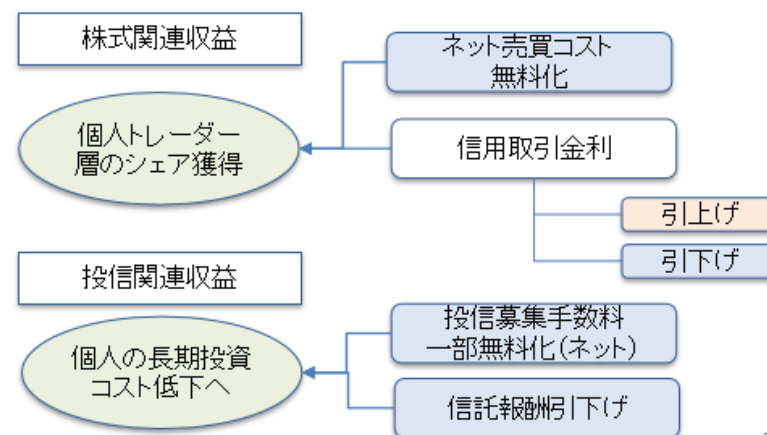 株式関連収益
ネット売買コスト
無料化
個人トレーダー
層のシェア獲得
信用取引金利
引上げ
引下げ
投信関連収益
投信募集手数料
一部無料化(ネット)
個人の長期投資
コスト低下へ
信託報酬引下げ